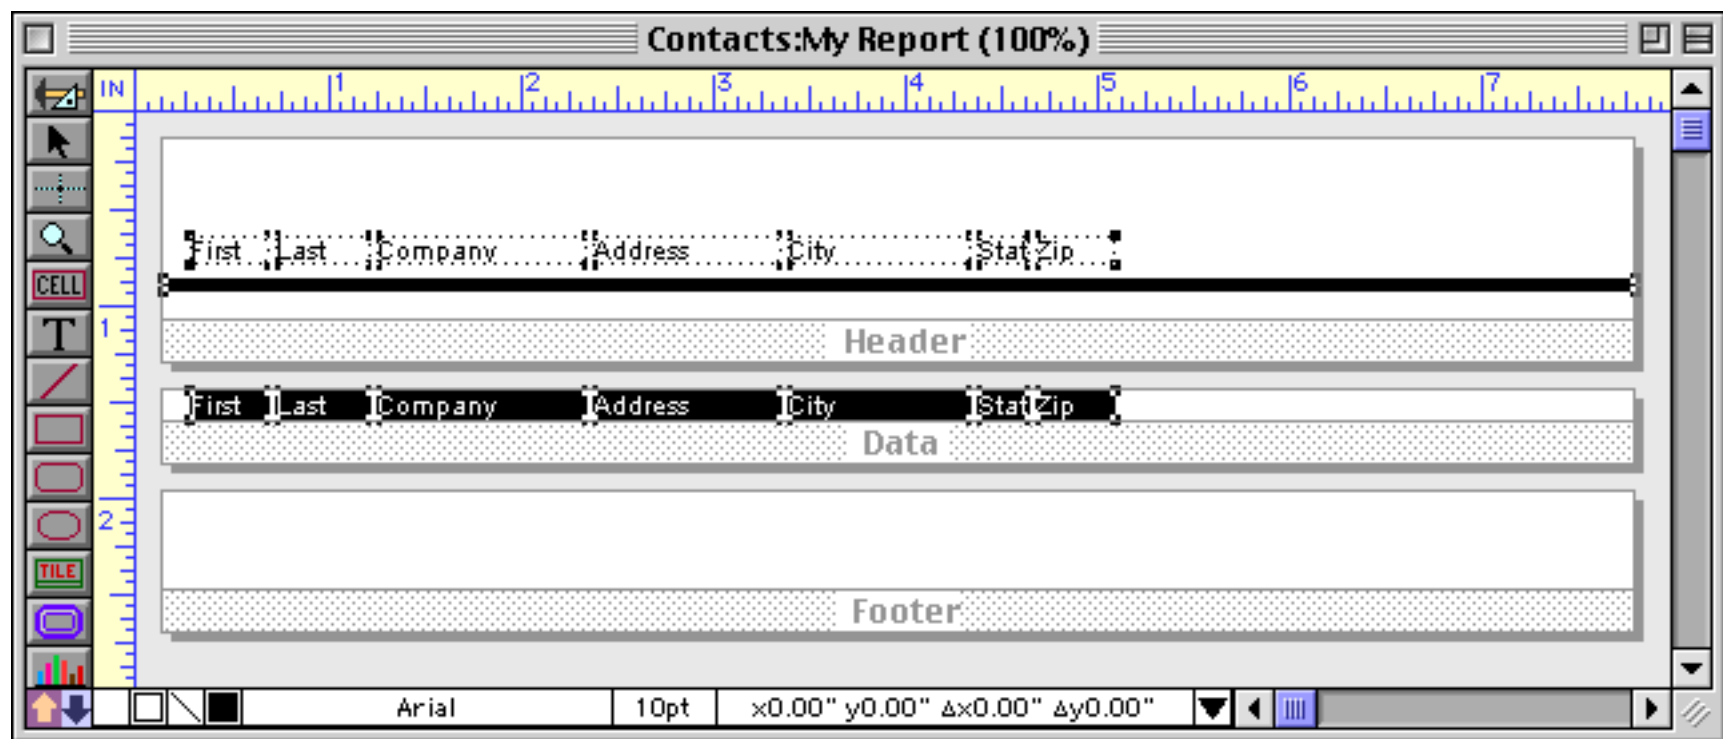 Contacts:My Report (100%)
IN 1 2 3 4 5 6 7
First Last Company Address City Stat Zip
CELL
T 1
Header
First Last Company Address City Stat Zip
Data
2
TILE
Footer
Arial 10pt x0.00" y0.00" Δx0.00" Δy0.00"